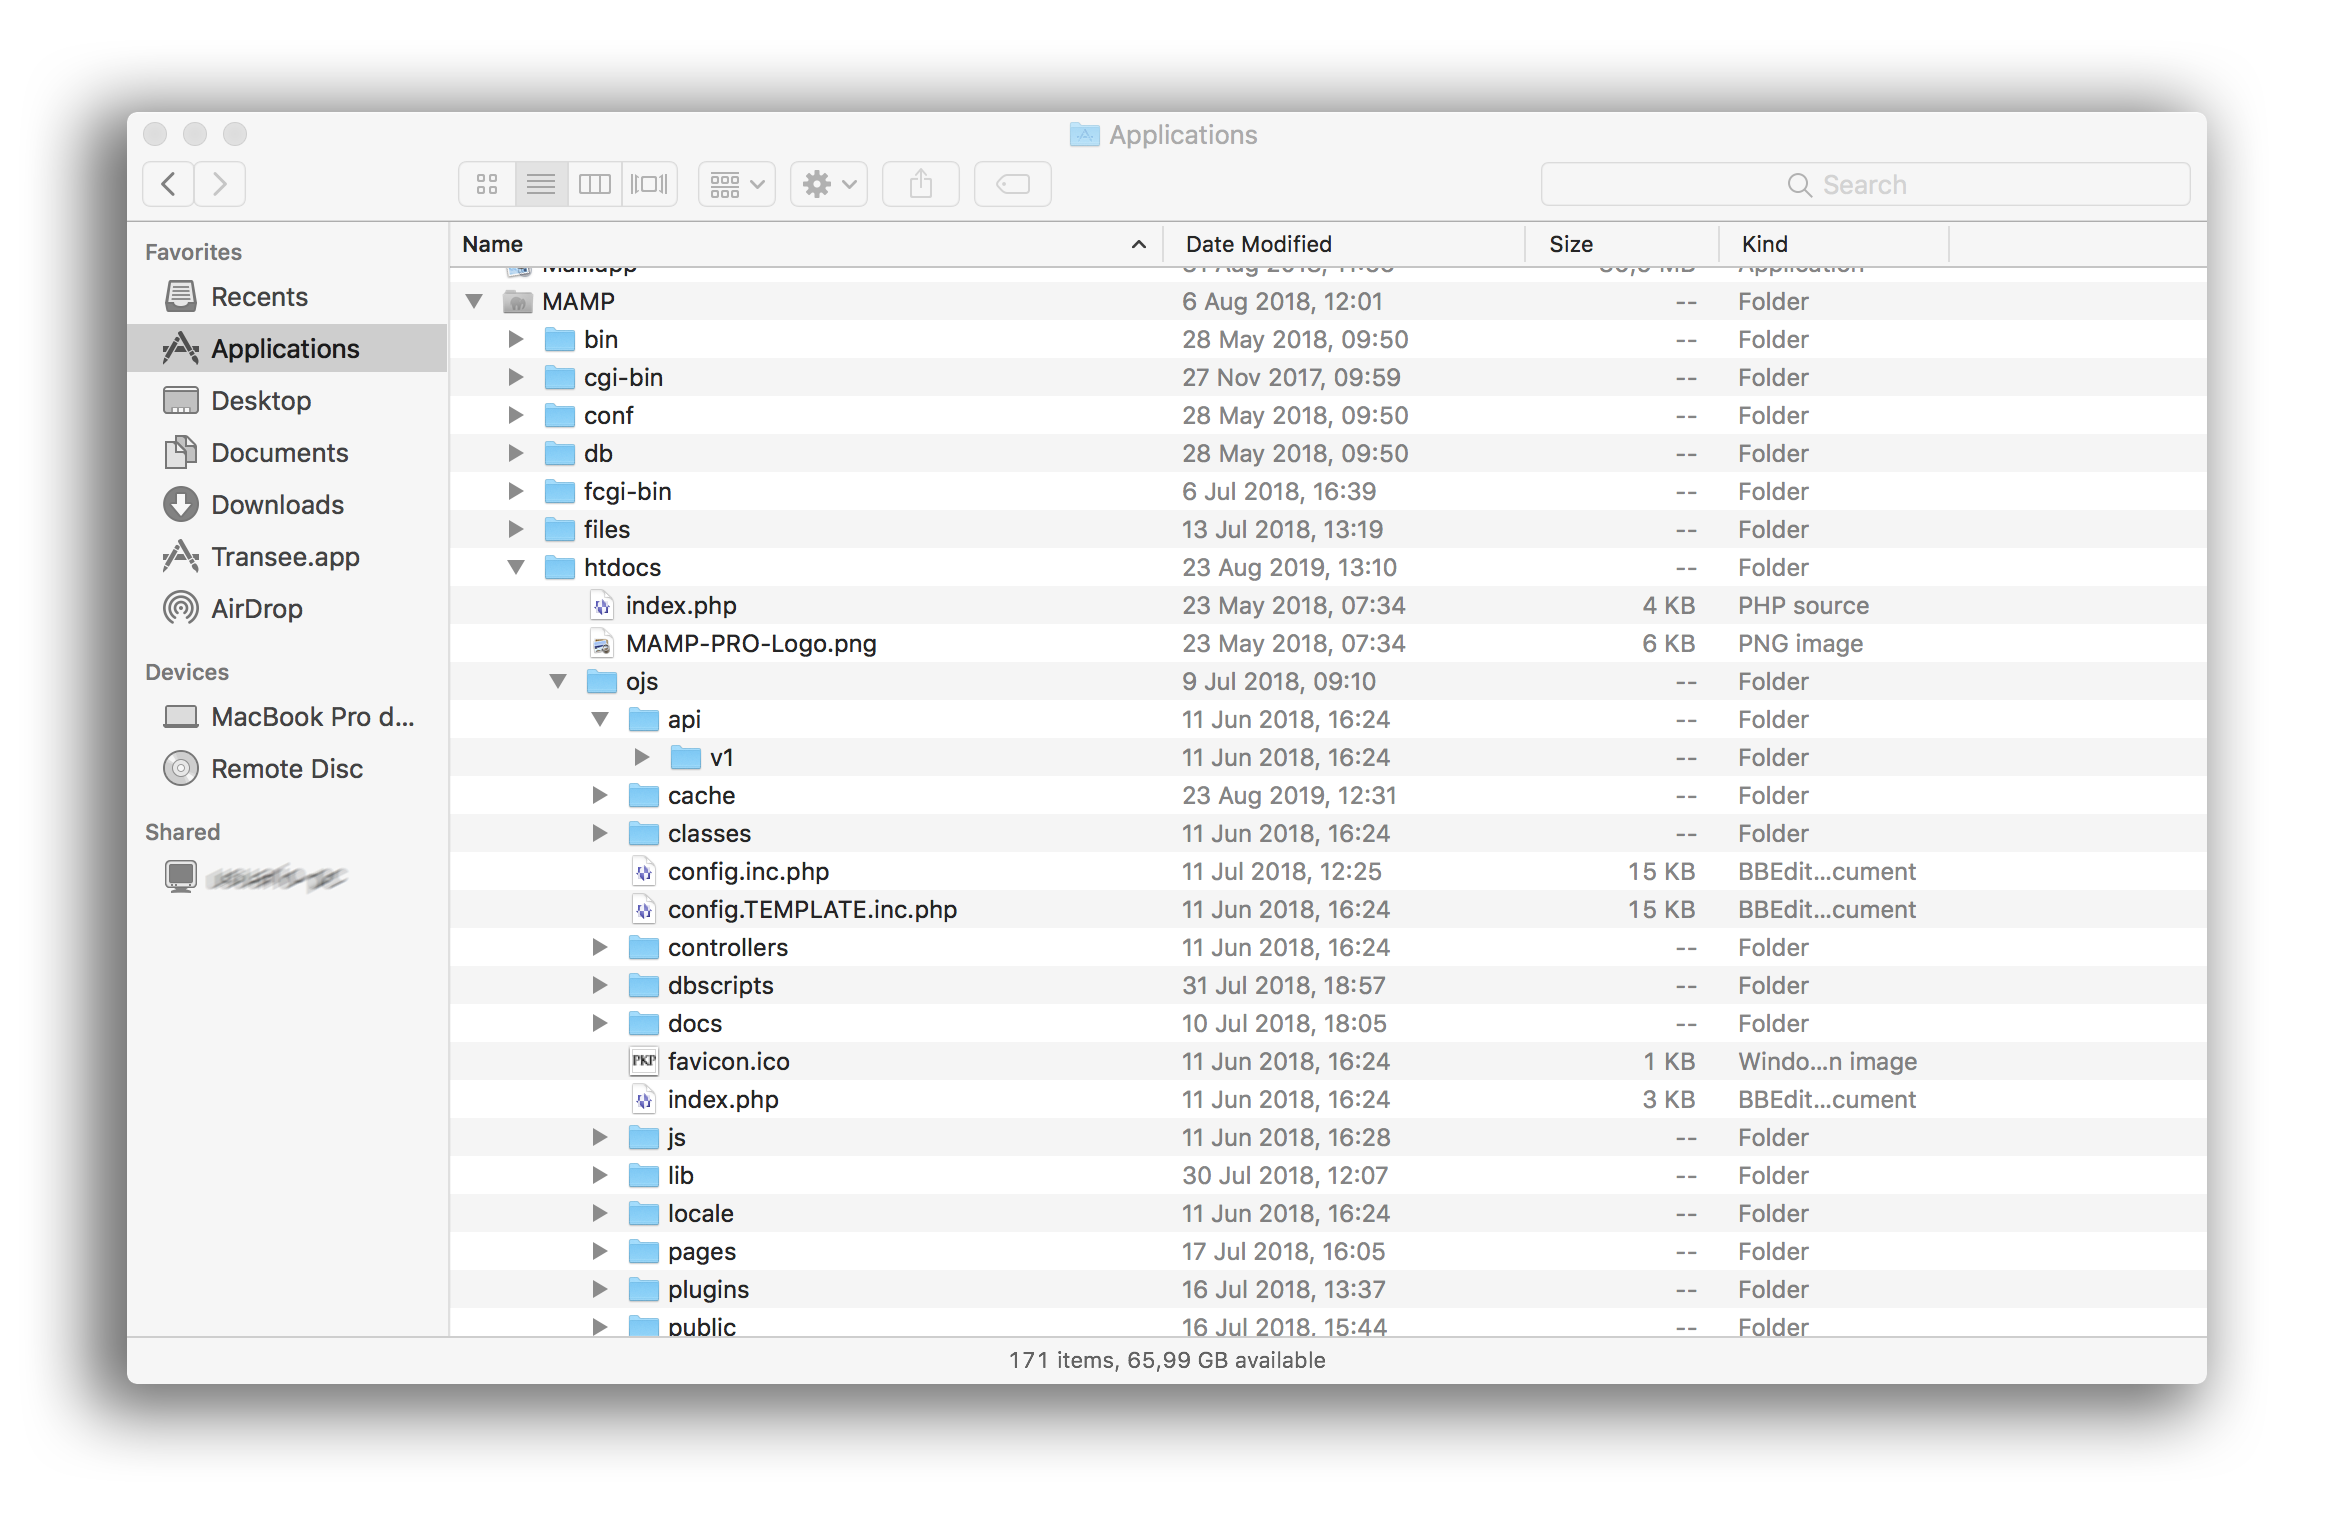 Applications
Search
Favorites
Recents
Applications
Desktop
Documents
Downloads
Transee.app
AirDrop
Devices
MacBook Pro d...
Remote Disc
Shared
Name Date Modified Size Kind
MAMP 6 Aug 2018, 12:01 -- Folder
bin 28 May 2018, 09:50 -- Folder
cgi-bin 27 Nov 2017, 09:59 -- Folder
conf 28 May 2018, 09:50 -- Folder
db 28 May 2018, 09:50 -- Folder
fcgi-bin 6 Jul 2018, 16:39 -- Folder
files 13 Jul 2018, 13:19 -- Folder
htdocs 23 Aug 2019, 13:10 -- Folder
index.php 23 May 2018, 07:34 4 KB PHP source
MAMP-PRO-Logo.png 23 May 2018, 07:34 6 KB PNG image
ojs 9 Jul 2018, 09:10 -- Folder
api 11 Jun 2018, 16:24 -- Folder
v1 11 Jun 2018, 16:24 -- Folder
cache 23 Aug 2019, 12:31 -- Folder
classes 11 Jun 2018, 16:24 -- Folder
config.inc.php 11 Jul 2018, 12:25 15 KB BBEdit...cument
config.TEMPLATE.inc.php 11 Jun 2018, 16:24 15 KB BBEdit...cument
controllers 11 Jun 2018, 16:24 -- Folder
dbscripts 31 Jul 2018, 18:57 -- Folder
docs 10 Jul 2018, 18:05 -- Folder
PKP favicon.ico 11 Jun 2018, 16:24 1 KB Windo...n image
index.php 11 Jun 2018, 16:24 3 KB BBEdit...cument
js 11 Jun 2018, 16:28 -- Folder
lib 30 Jul 2018, 12:07 -- Folder
locale 11 Jun 2018, 16:24 -- Folder
pages 17 Jul 2018, 16:05 -- Folder
plugins 16 Jul 2018, 13:37 -- Folder
public 16 Jul 2018, 15:44 -- Folder
171 items, 65,99 GB available